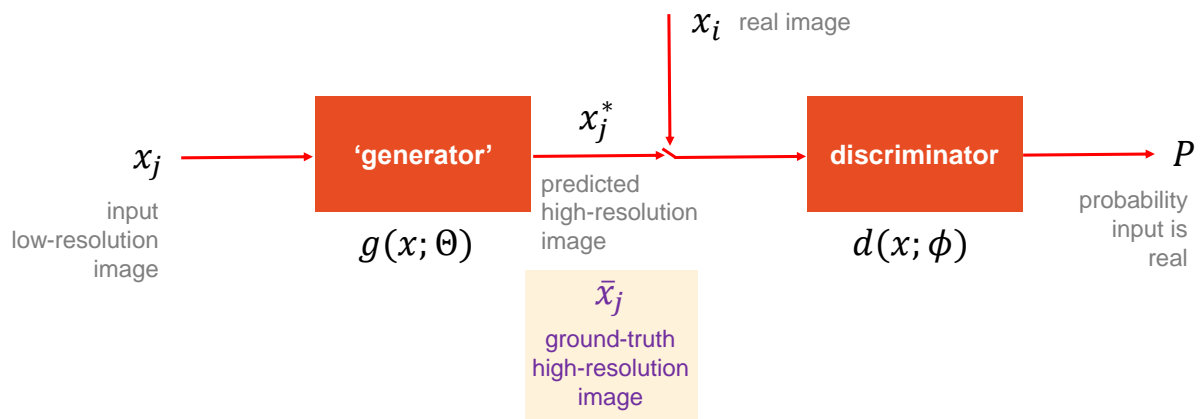 x_i real image
x_j^*
x_j
‘generator’
discriminator
P
input
low-resolution
image
g(x; Θ)
predicted
high-resolution
image
d(x; ϕ)
probability
input is
real
x̄_j
ground-truth
high-resolution
image